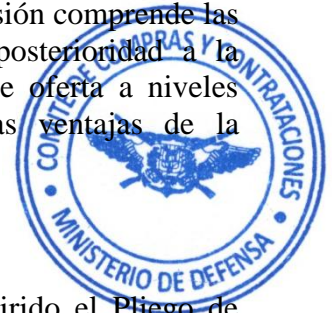 sión comprende las
posterioridad a la
e oferta a niveles
as ventajas de la
COMITÉ DE COMPRAS Y CONTRATACIONES
• MINISTERIO DE DEFENSA •
irido el Pliego de